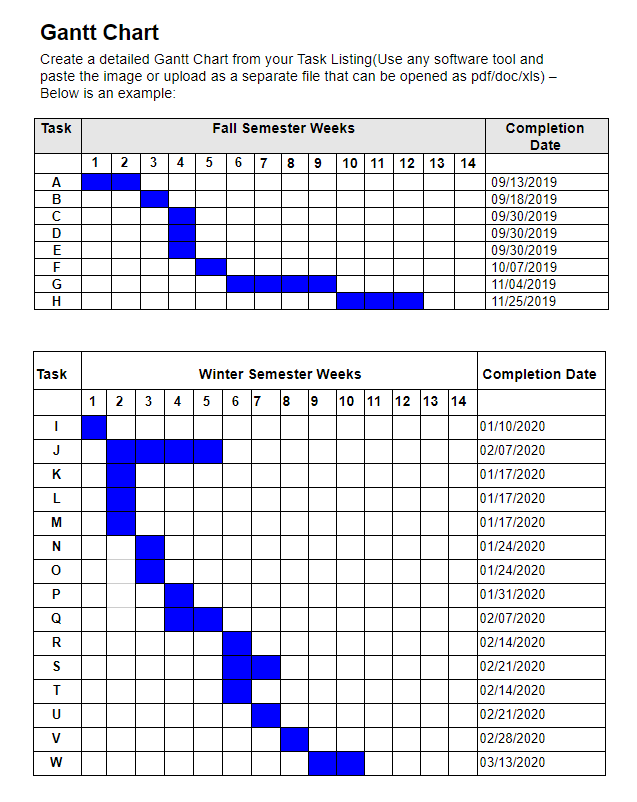 Gantt Chart
Create a detailed Gantt Chart from your Task Listing(Use any software tool and
paste the image or upload as a separate file that can be opened as pdf/doc/xls) –
Below is an example:
Task Fall Semester Weeks Completion
Date
1 2 3 4 5 6 7 8 9 10 11 12 13 14
A 09/13/2019
B 09/18/2019
C 09/30/2019
D 09/30/2019
E 09/30/2019
F 10/07/2019
G 11/04/2019
H 11/25/2019
Task Winter Semester Weeks Completion Date
1 2 3 4 5 6 7 8 9 10 11 12 13 14
I 01/10/2020
J 02/07/2020
K 01/17/2020
L 01/17/2020
M 01/17/2020
N 01/24/2020
O 01/24/2020
P 01/31/2020
Q 02/07/2020
R 02/14/2020
S 02/21/2020
T 02/14/2020
U 02/21/2020
V 02/28/2020
W 03/13/2020